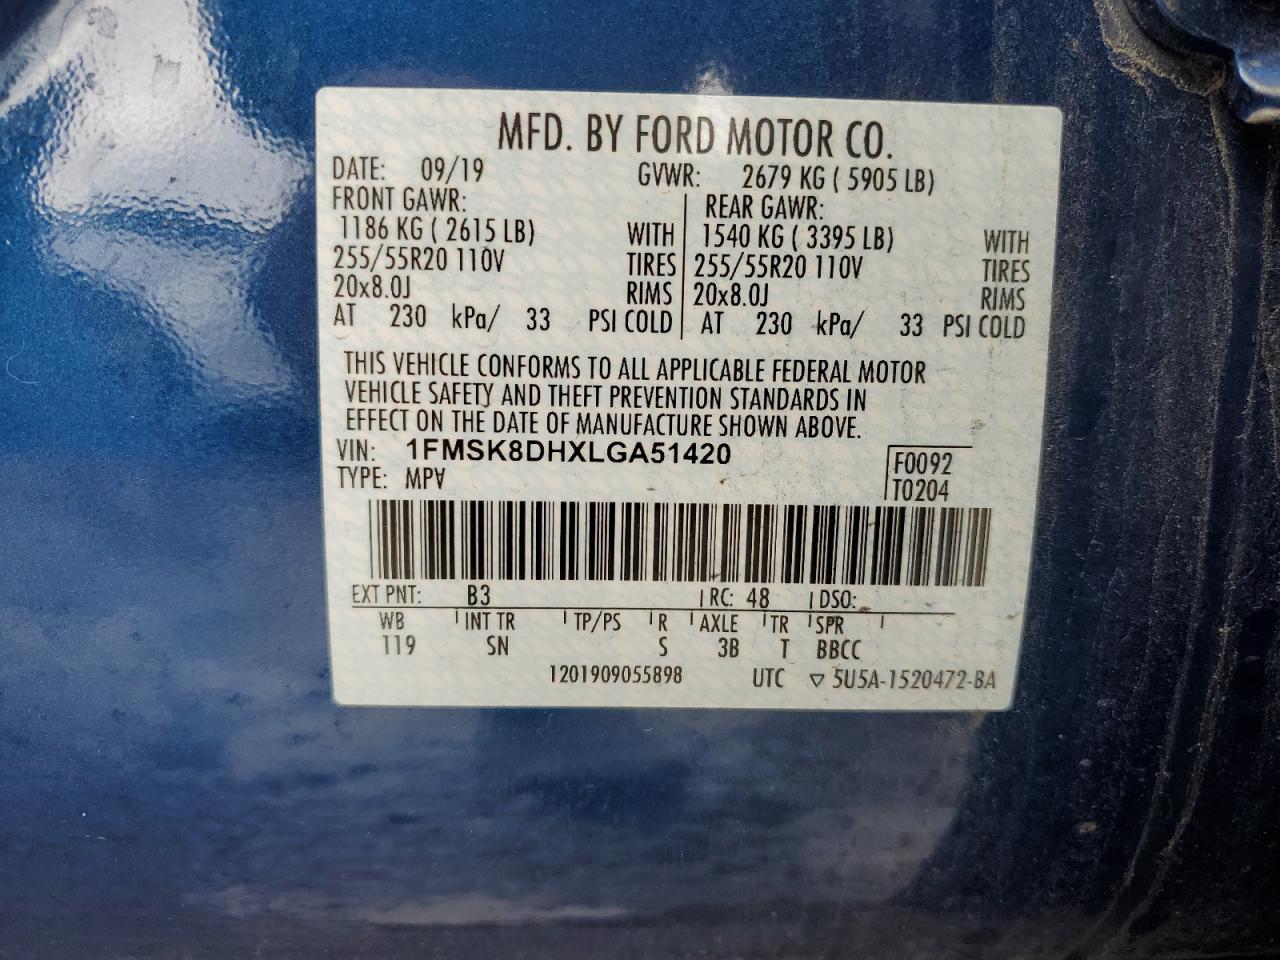 MFD. BY FORD MOTOR CO.
DATE: 09/19 GVWR: 2679 KG ( 5905 LB)
FRONT GAWR: REAR GAWR:
1186 KG ( 2615 LB) WITH 1540 KG ( 3395 LB) WITH
255/55R20 110V TIRES 255/55R20 110V TIRES
20x8.0J RIMS 20x8.0J RIMS
AT 230 kPa/ 33 PSI COLD AT 230 kPa/ 33 PSI COLD
THIS VEHICLE CONFORMS TO ALL APPLICABLE FEDERAL MOTOR
VEHICLE SAFETY AND THEFT PREVENTION STANDARDS IN
EFFECT ON THE DATE OF MANUFACTURE SHOWN ABOVE.
VIN: 1FMSK8DHXLGA51420 F0092
TYPE: MPV T0204
EXT PNT: B3 RC: 48 DSO:
WB INT TR TP/PS R AXLE TR SPR
119 SN S 3B T BBCC
1201909055898 UTC ▽ 5U5A-1520472-BA